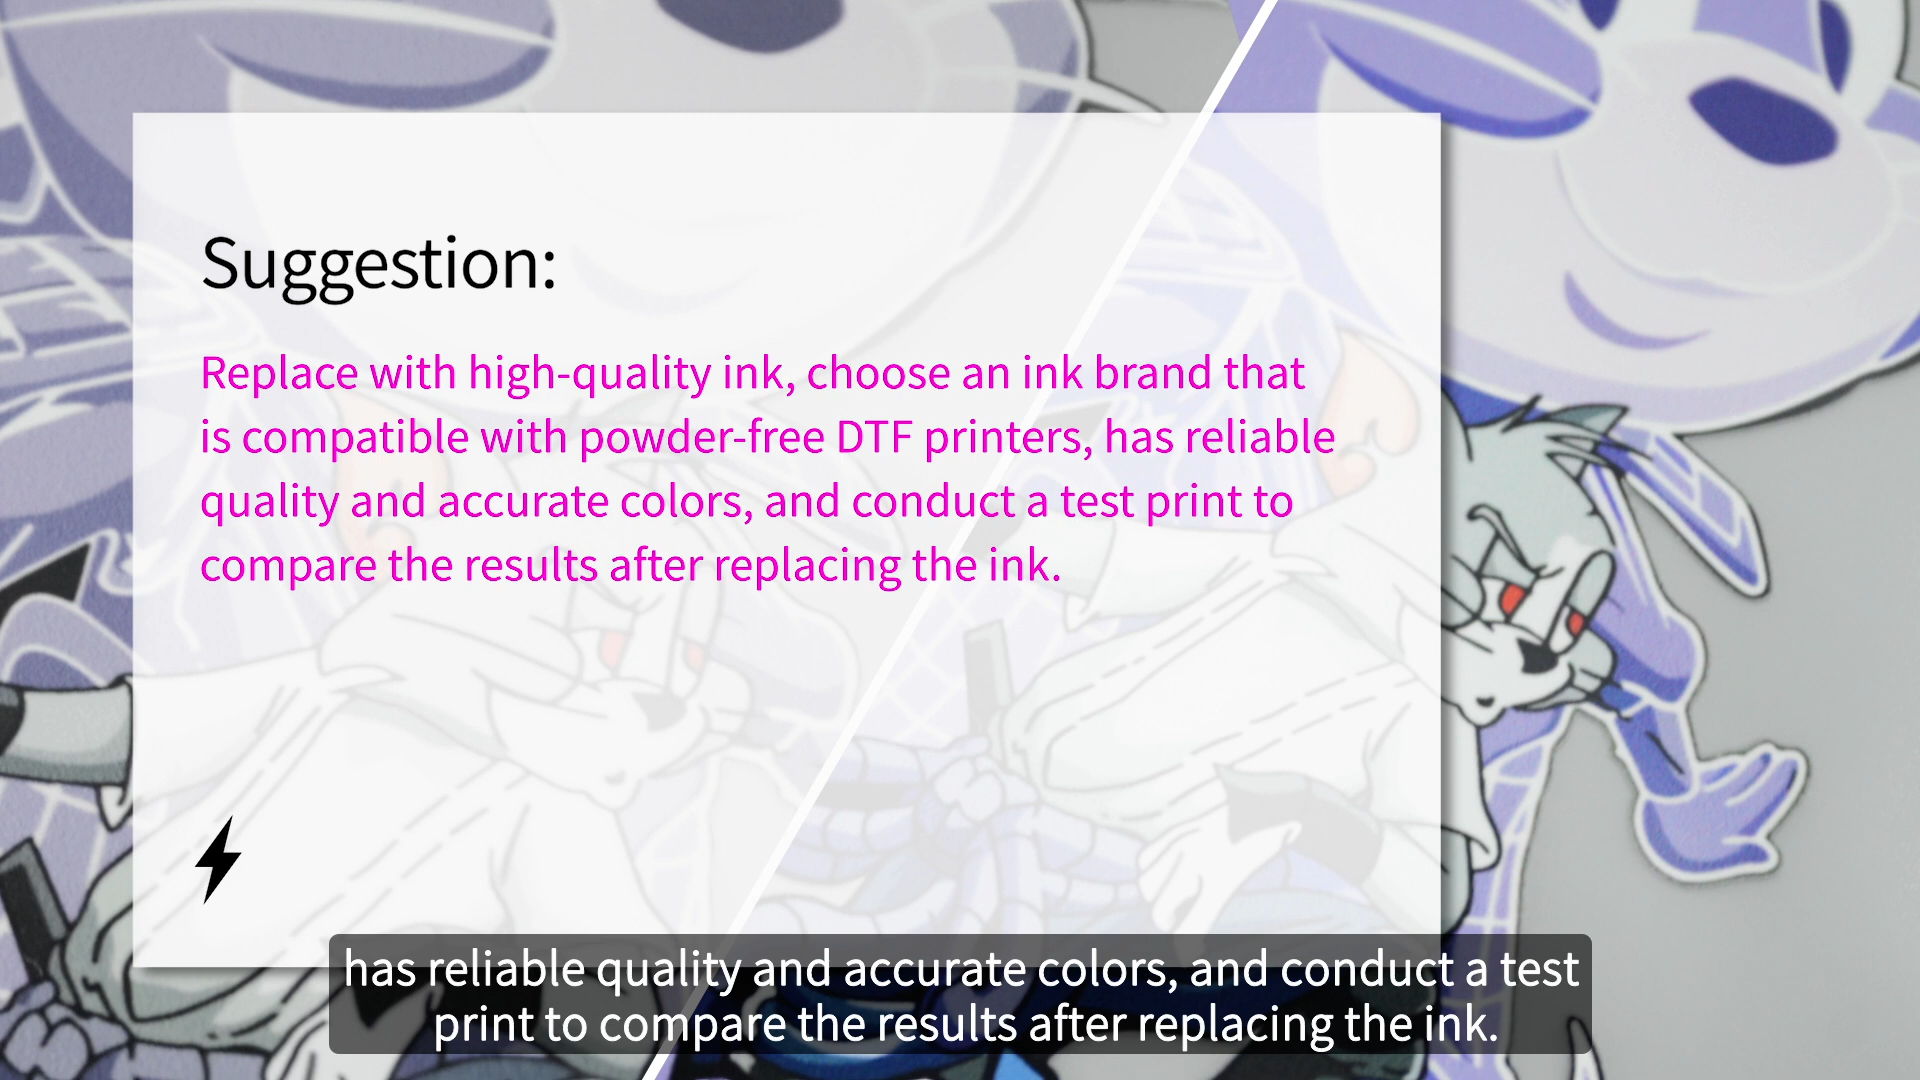 Suggestion:
Replace with high-quality ink, choose an ink brand that
is compatible with powder-free DTF printers, has reliable
quality and accurate colors, and conduct a test print to
compare the results after replacing the ink.
has reliable quality and accurate colors, and conduct a test
print to compare the results after replacing the ink.